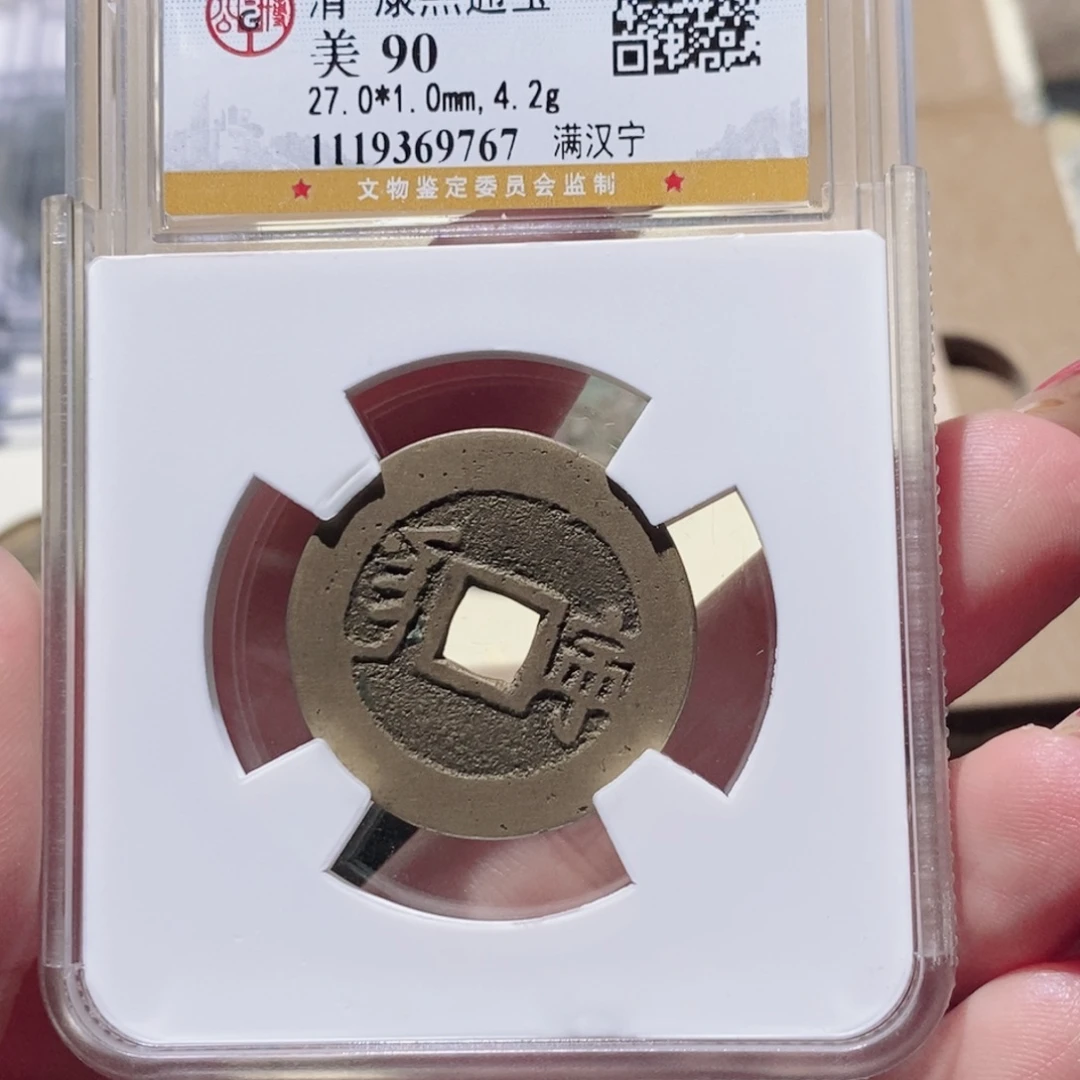 清 康熙通宝
美 90
27.0*1.0mm, 4.2g
1119369767 满汉宁
★ 文物鉴定委员会监制 ★
寧